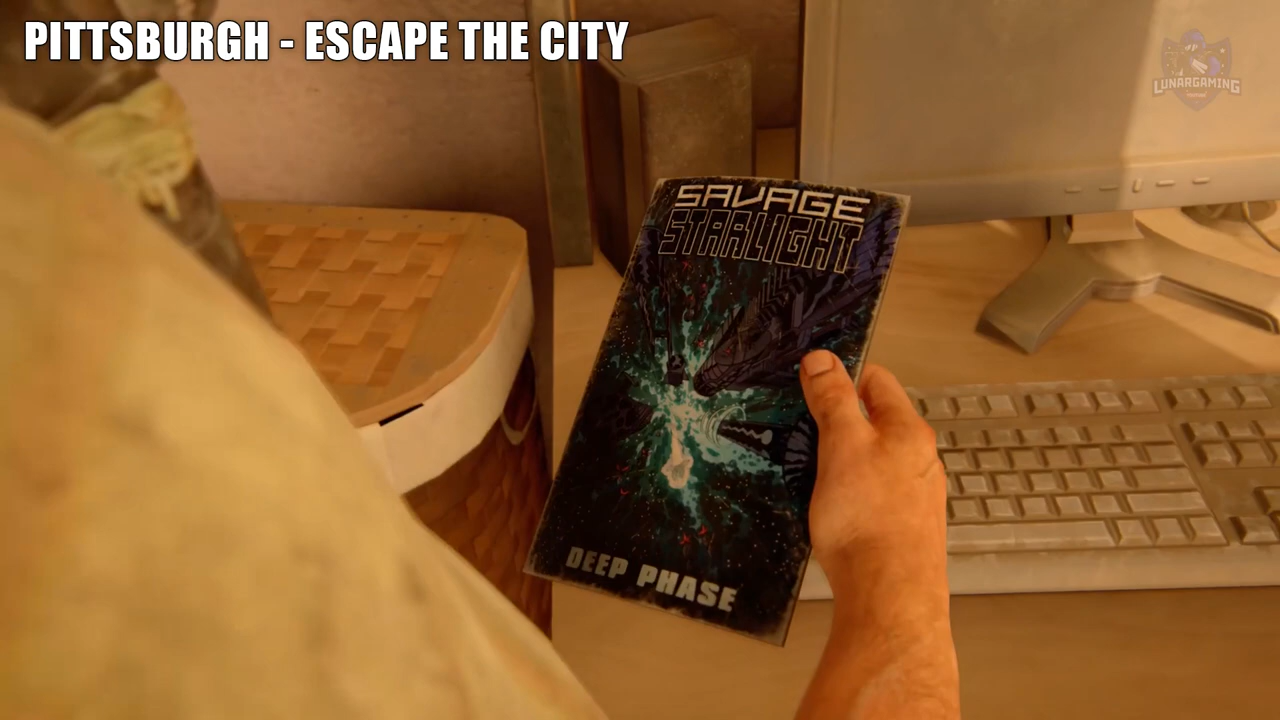 PITTSBURGH - ESCAPE THE CITY
LUNARGAMING
SAVAGE
STARLIGHT
DEEP PHASE